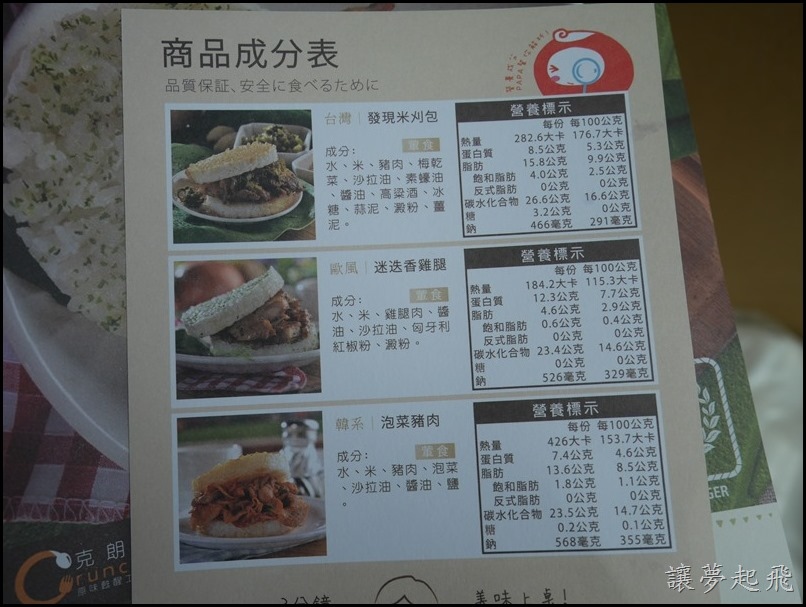 商品成分表
品質保証、安全に食べるために
台灣｜發現米刈包
成分: 葷食
水、米、豬肉、梅乾
菜、沙拉油、素蠔油
、醬油、高粱酒、冰
糖、蒜泥、澱粉、薑
泥。
營養標示
每份 每100公克
熱量 282.6大卡 176.7大卡
蛋白質 8.5公克 5.3公克
脂肪 15.8公克 9.9公克
飽和脂肪 4.0公克 2.5公克
反式脂肪 0公克 0公克
碳水化合物 26.6公克 16.6公克
糖 3.2公克 0公克
鈉 466毫克 291毫克
歐風｜迷迭香雞腿
成分: 葷食
水、米、雞腿肉、醬
油、沙拉油、匈牙利
紅椒粉、澱粉。
營養標示
每份 每100公克
熱量 184.2大卡 115.3大卡
蛋白質 12.3公克 7.7公克
脂肪 4.6公克 2.9公克
飽和脂肪 0.6公克 0.4公克
反式脂肪 0公克 0公克
碳水化合物 23.4公克 14.6公克
糖 0公克 0公克
鈉 526毫克 329毫克
韓系｜泡菜豬肉
成分: 葷食
水、米、豬肉、泡菜
、沙拉油、醬油、鹽
。
營養標示
每份 每100公克
熱量 426大卡 153.7大卡
蛋白質 7.4公克 4.6公克
脂肪 13.6公克 8.5公克
飽和脂肪 1.8公克 1.1公克
反式脂肪 0公克 0公克
碳水化合物 23.5公克 14.7公克
糖 0.2公克 0.1公克
鈉 568毫克 355毫克
克朗
Crunc
GER
美味上桌!
讓夢起飛